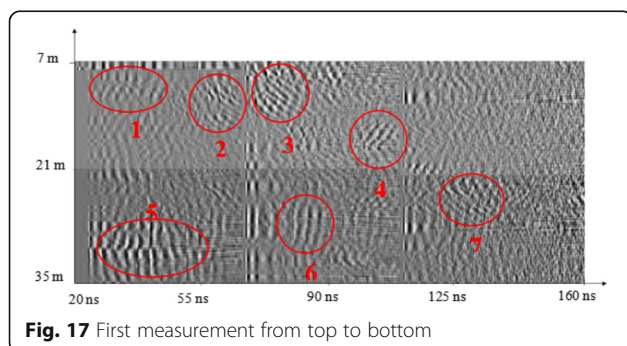 7 m
1
2
3
4
21 m
5
6
7
35 m
20 ns
55 ns
90 ns
125 ns
160 ns
Fig. 17 First measurement from top to bottom